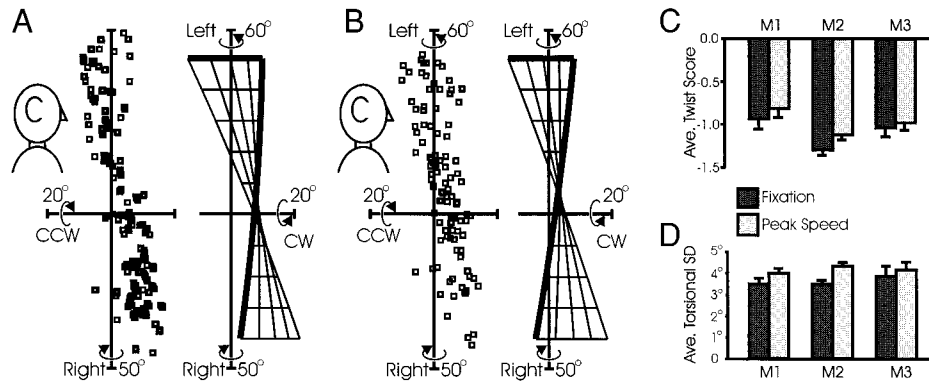 A
Left
60°
20°
CCW
Right
50°
Left
60°
20°
CW
Right
50°
B
Left
60°
20°
CCW
Right
50°
Left
60°
20°
CW
Right
50°
C
M1 M2 M3
0.0
-0.5
-1.0
-1.5
Ave. Twist Score
Fixation
Peak Speed
D
5°
4°
3°
2°
1°
0
Ave. Torsional SD
M1 M2 M3